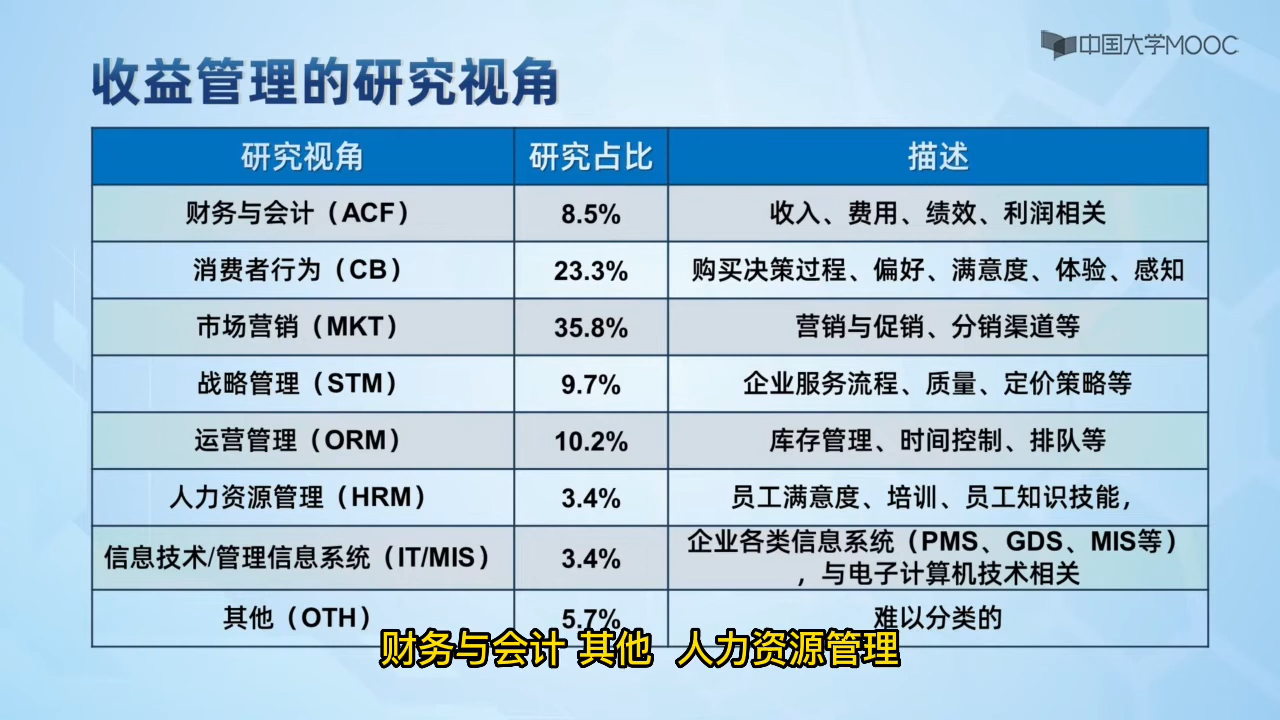 中国大学MOOC
收益管理的研究视角
研究视角 研究占比 描述
财务与会计（ACF） 8.5% 收入、费用、绩效、利润相关
消费者行为（CB） 23.3% 购买决策过程、偏好、满意度、体验、感知
市场营销（MKT） 35.8% 营销与促销、分销渠道等
战略管理（STM） 9.7% 企业服务流程、质量、定价策略等
运营管理（ORM） 10.2% 库存管理、时间控制、排队等
人力资源管理（HRM） 3.4% 员工满意度、培训、员工知识技能，
信息技术/管理信息系统（IT/MIS） 3.4% 企业各类信息系统（PMS、GDS、MIS等）
，与电子计算机技术相关
其他（OTH） 5.7% 难以分类的
财务与会计 其他 人力资源管理